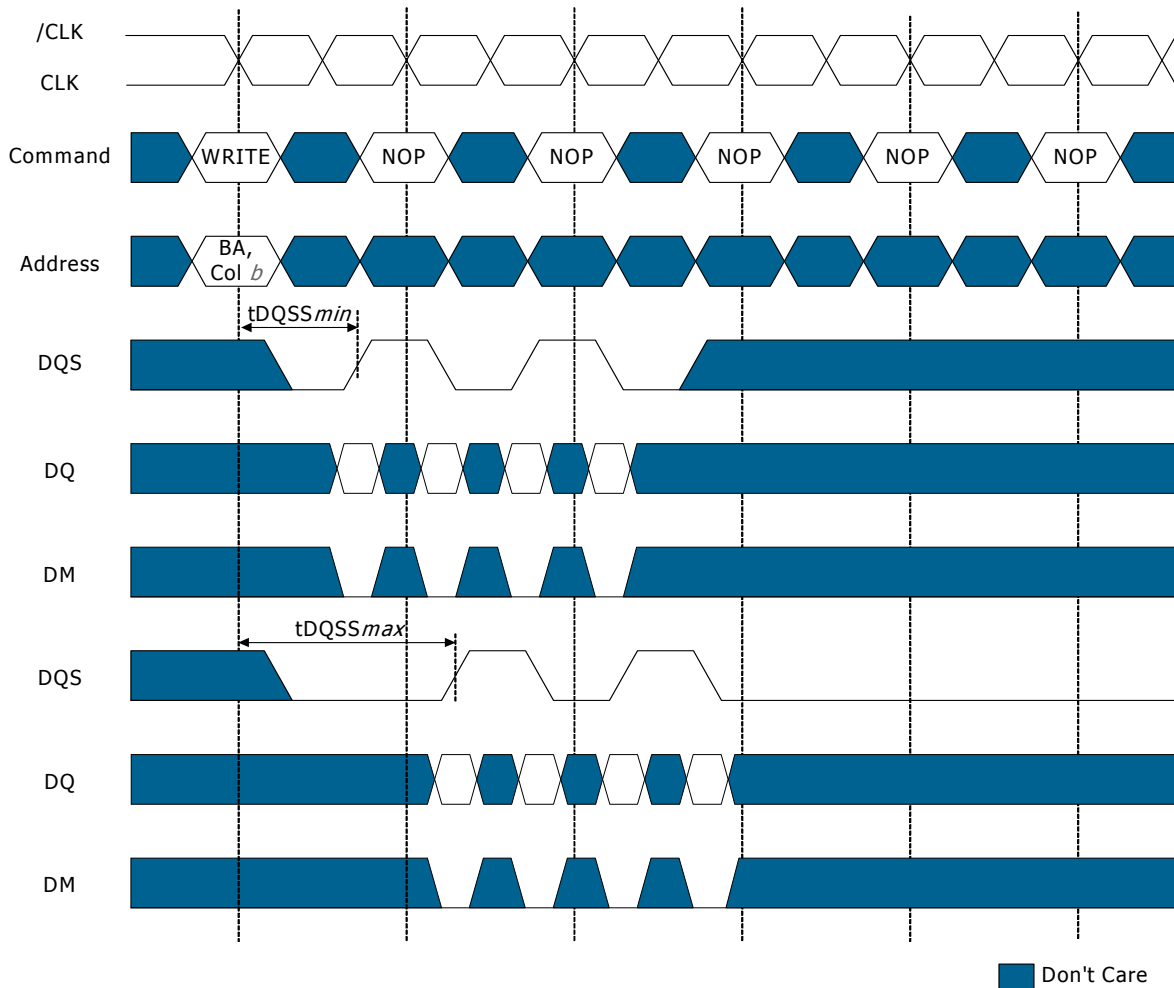 /CLK
CLK
Command
WRITE
NOP
NOP
NOP
NOP
NOP
Address
BA,
Col b
tDQSSmin
DQS
DQ
DM
tDQSSmax
DQS
DQ
DM
Don't Care